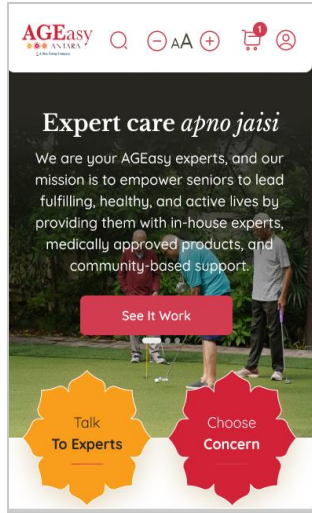 AGEasy
ANTARA
1
AA
Expert care apno jaisi
We are your AGEasy experts, and our
mission is to empower seniors to lead
fulfilling, healthy, and active lives by
providing them with in-house experts,
medically approved products, and
community-based support.
See It Work
Talk
To Experts
Choose
Concern